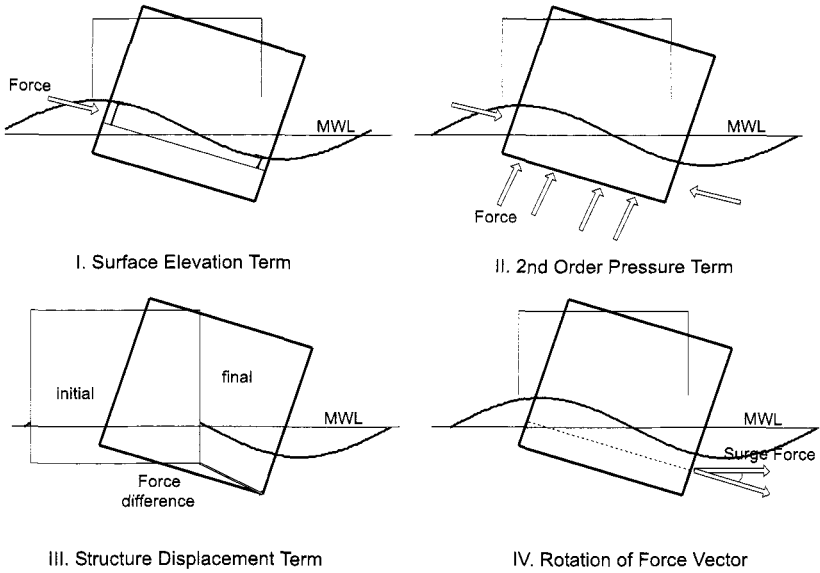 Force
MWL
I. Surface Elevation Term
MWL
Force
II. 2nd Order Pressure Term
initial
final
MWL
Force
difference
III. Structure Displacement Term
MWL
Surge Force
IV. Rotation of Force Vector